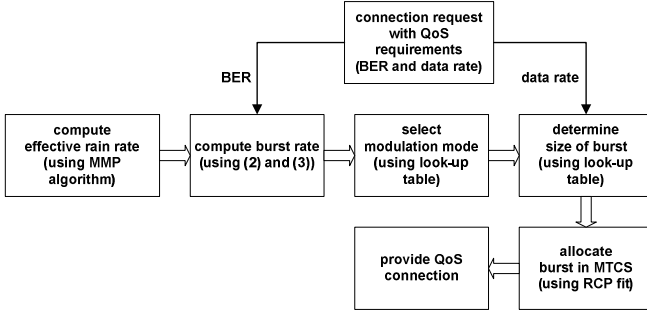 connection request
with QoS
requirements
(BER and data rate)
BER
data rate
compute
effective rain rate
(using MMP
algorithm)
compute burst rate
(using (2) and (3))
select
modulation mode
(using look-up
table)
determine
size of burst
(using look-up
table)
provide QoS
connection
allocate
burst in MTCS
(using RCP fit)